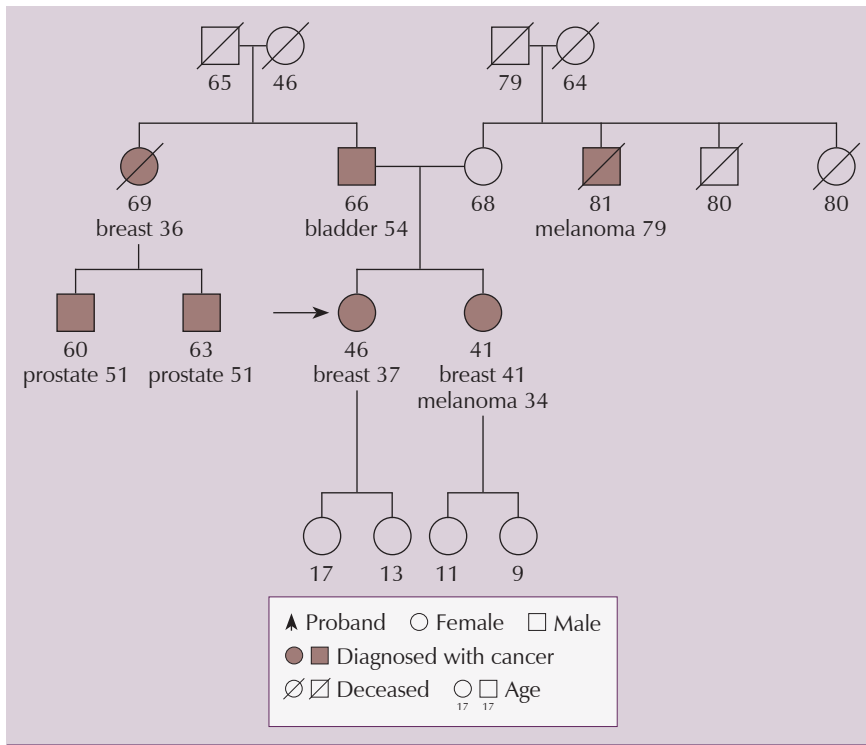 65 46 79 64
69 66 68 81 80 80
breast 36 bladder 54 melanoma 79
60 63 46 41
prostate 51 prostate 51 breast 37 breast 41
melanoma 34
17 13 11 9
Proband Female Male
Diagnosed with cancer
Deceased Age
17 17